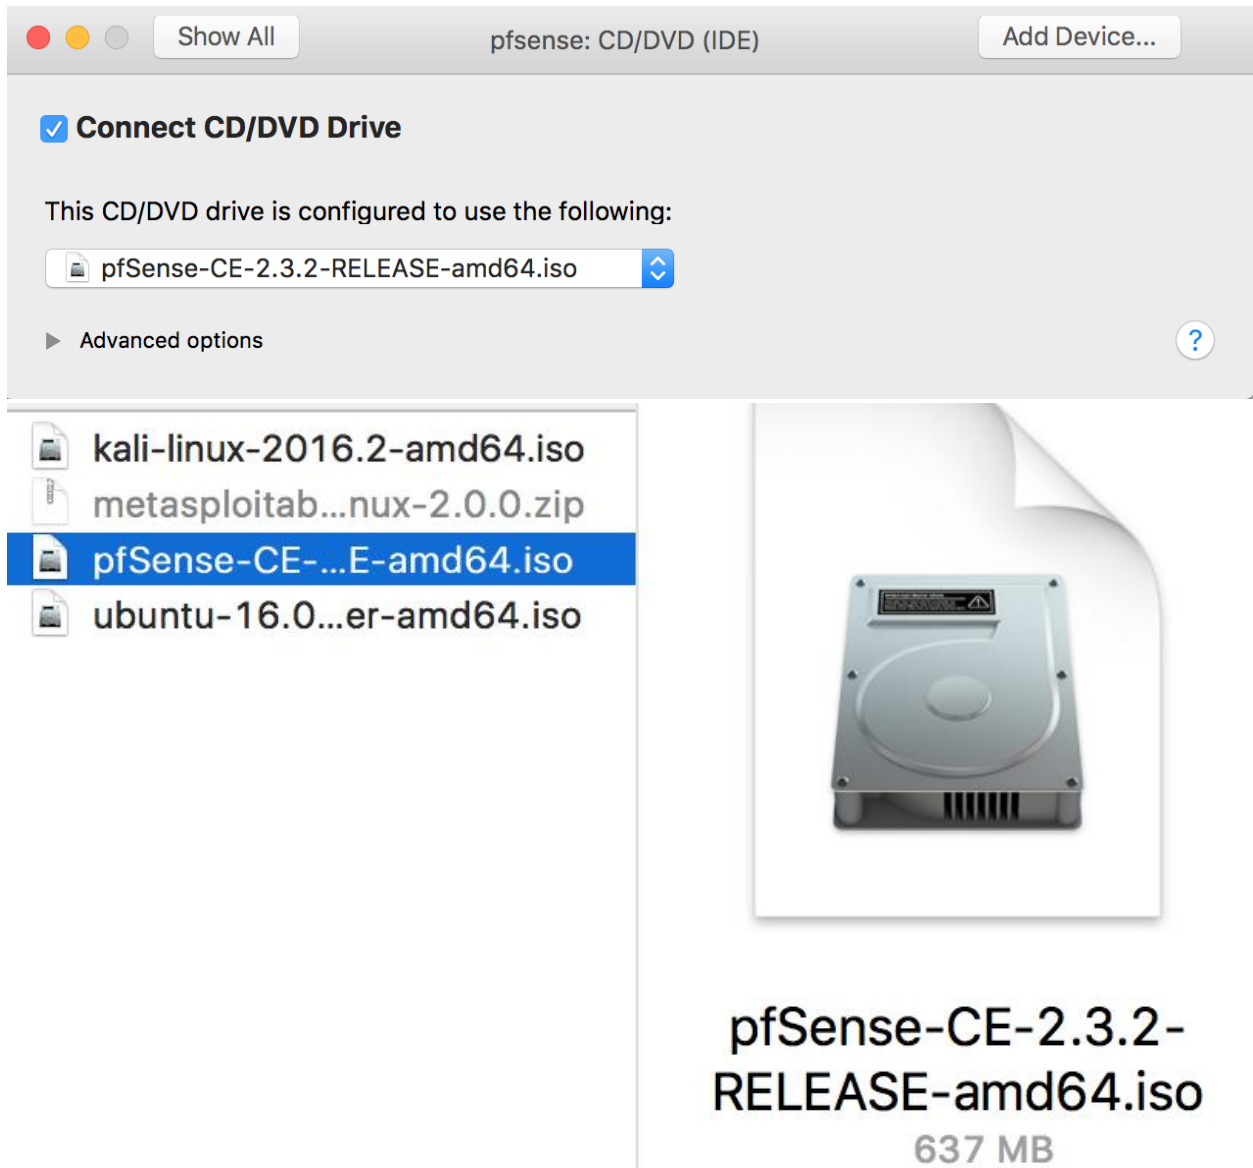 Show All
pfsense: CD/DVD (IDE)
Add Device...
Connect CD/DVD Drive
This CD/DVD drive is configured to use the following:
pfSense-CE-2.3.2-RELEASE-amd64.iso
Advanced options
?
kali-linux-2016.2-amd64.iso
metasploitab...nux-2.0.0.zip
pfSense-CE-...E-amd64.iso
ubuntu-16.0...er-amd64.iso
pfSense-CE-2.3.2-
RELEASE-amd64.iso
637 MB